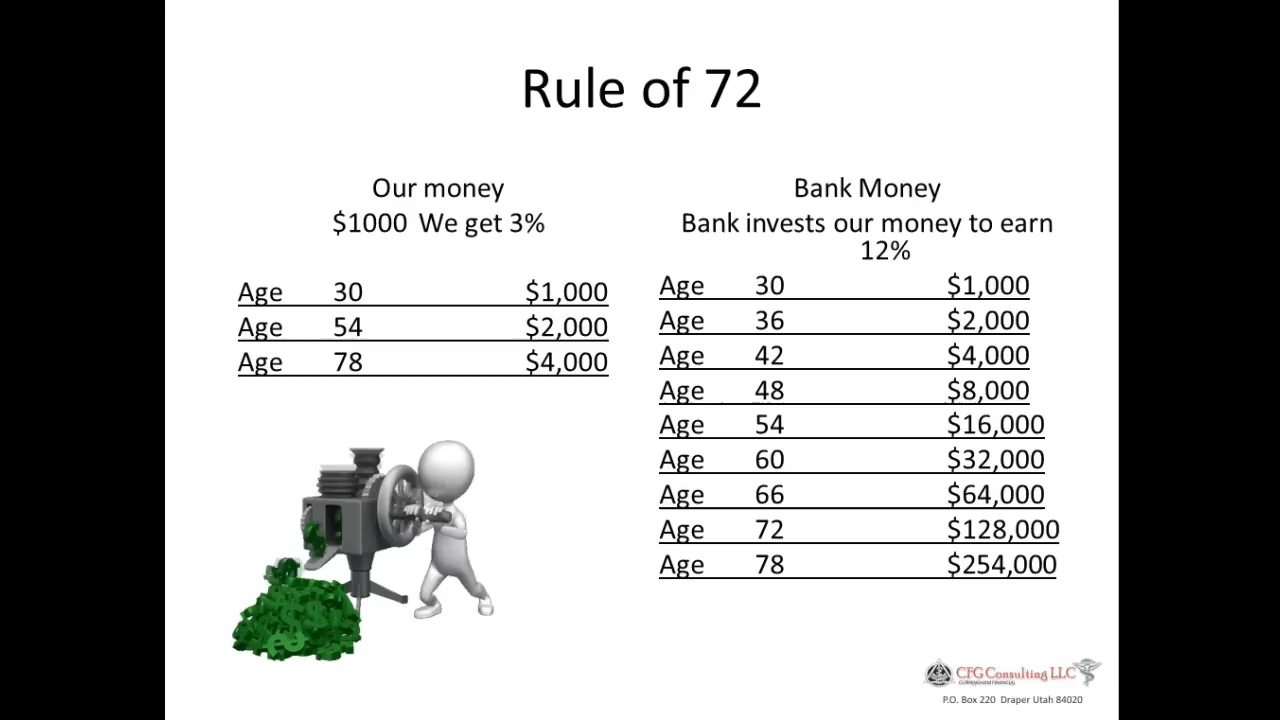 Rule of 72
Our money
$1000 We get 3%
Age 30 $1,000
Age 54 $2,000
Age 78 $4,000
Bank Money
Bank invests our money to earn
12%
Age 30 $1,000
Age 36 $2,000
Age 42 $4,000
Age 48 $8,000
Age 54 $16,000
Age 60 $32,000
Age 66 $64,000
Age 72 $128,000
Age 78 $254,000
CFG Consulting LLC
CUNNINGHAM FINANCIAL
P.O. Box 220 Draper Utah 84020